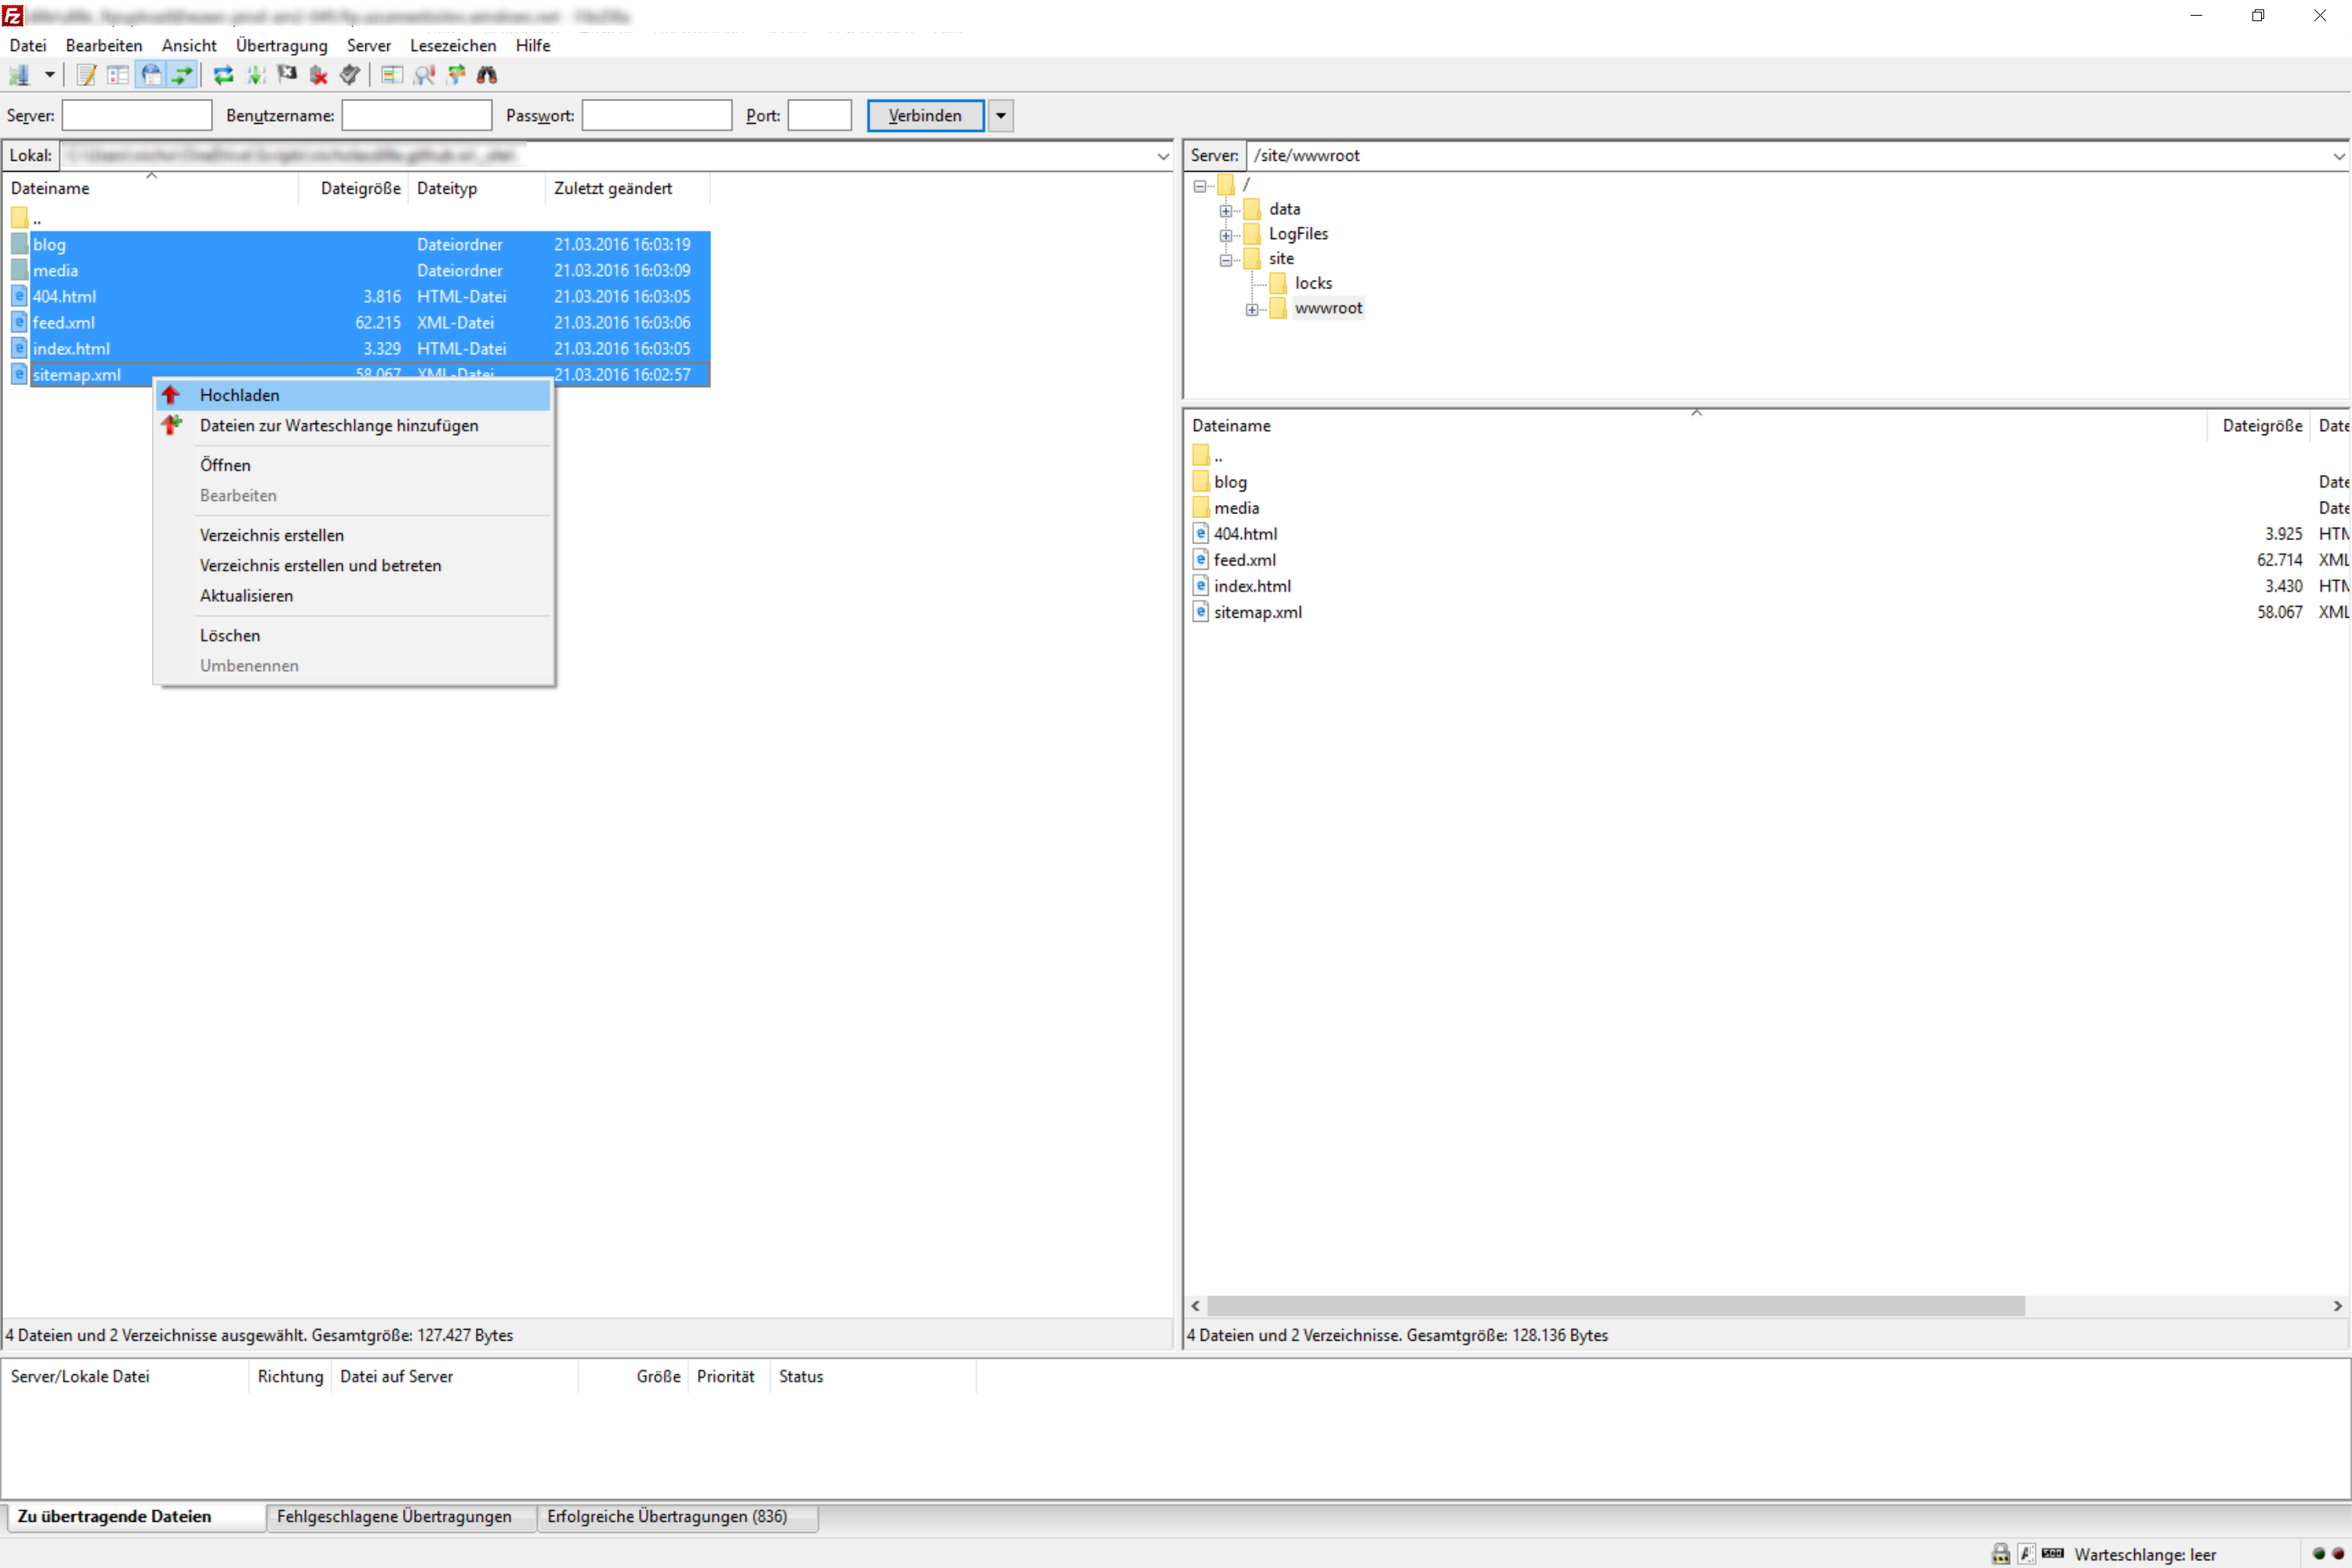 Datei Bearbeiten Ansicht Übertragung Server Lesezeichen Hilfe
Server: Benutzername: Passwort: Port: Verbinden
Lokal:
Dateiname Dateigröße Dateityp Zuletzt geändert
..
blog Dateiordner 21.03.2016 16:03:19
media Dateiordner 21.03.2016 16:03:09
404.html 3.816 HTML-Datei 21.03.2016 16:03:05
feed.xml 62.215 XML-Datei 21.03.2016 16:03:06
index.html 3.329 HTML-Datei 21.03.2016 16:03:05
sitemap.xml 58.067 XML-Datei 21.03.2016 16:02:57
Hochladen
Dateien zur Warteschlange hinzufügen
Öffnen
Bearbeiten
Verzeichnis erstellen
Verzeichnis erstellen und betreten
Aktualisieren
Löschen
Umbenennen
4 Dateien und 2 Verzeichnisse ausgewählt. Gesamtgröße: 127.427 Bytes
Server: /site/wwwroot
/
data
LogFiles
site
locks
wwwroot
Dateiname Dateigröße Date
..
blog Date
media Date
404.html 3.925 HTM
feed.xml 62.714 XML
index.html 3.430 HTM
sitemap.xml 58.067 XML
4 Dateien und 2 Verzeichnisse. Gesamtgröße: 128.136 Bytes
Server/Lokale Datei Richtung Datei auf Server Größe Priorität Status
Zu übertragende Dateien Fehlgeschlagene Übertragungen Erfolgreiche Übertragungen (836)
Warteschlange: leer